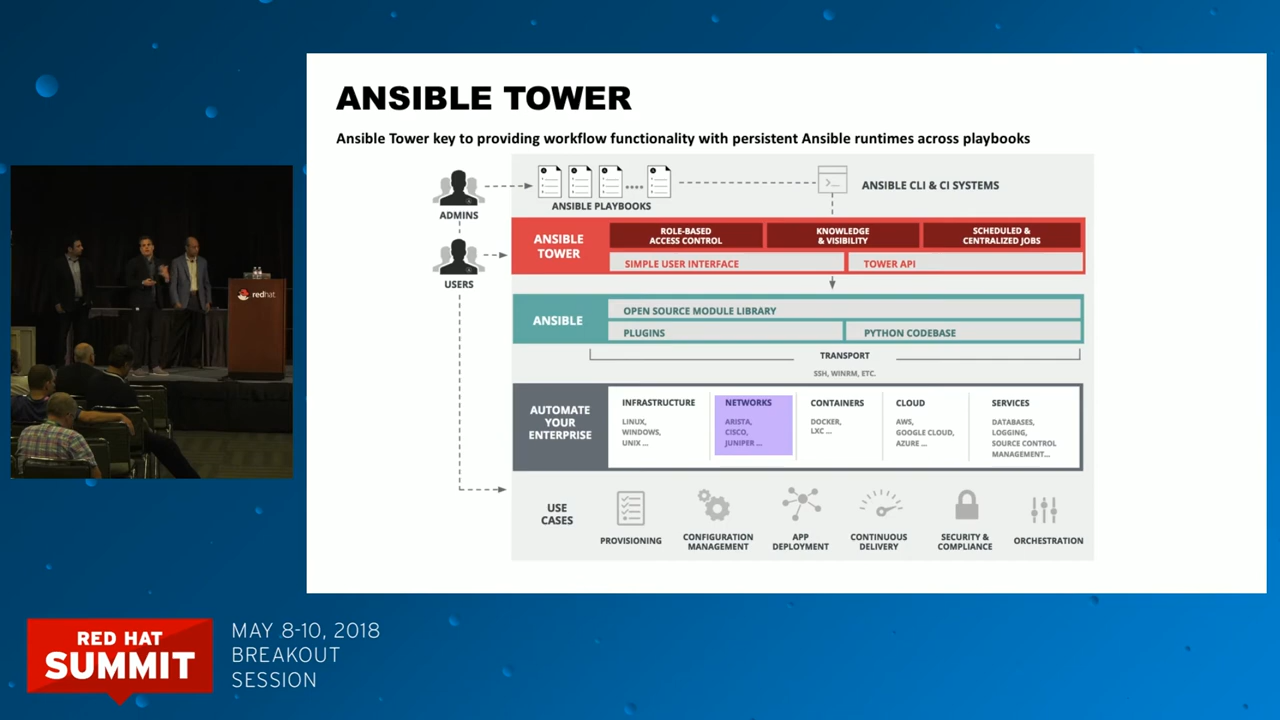 ANSIBLE TOWER
Ansible Tower key to providing workflow functionality with persistent Ansible runtimes across playbooks
ADMINS
ANSIBLE PLAYBOOKS
ANSIBLE CLI & CI SYSTEMS
USERS
ANSIBLE
TOWER
ROLE-BASED
ACCESS CONTROL
KNOWLEDGE
& VISIBILITY
SCHEDULED &
CENTRALIZED JOBS
SIMPLE USER INTERFACE
TOWER API
ANSIBLE
OPEN SOURCE MODULE LIBRARY
PLUGINS
PYTHON CODEBASE
TRANSPORT
SSH, WINRM, ETC.
AUTOMATE
YOUR
ENTERPRISE
INFRASTRUCTURE
LINUX,
WINDOWS,
UNIX ...
NETWORKS
ARISTA,
CISCO,
JUNIPER ...
CONTAINERS
DOCKER,
LXC ...
CLOUD
AWS,
GOOGLE CLOUD,
AZURE ...
SERVICES
DATABASES,
LOGGING,
SOURCE CONTROL
MANAGEMENT...
USE
CASES
PROVISIONING
CONFIGURATION
MANAGEMENT
APP
DEPLOYMENT
CONTINUOUS
DELIVERY
SECURITY &
COMPLIANCE
ORCHESTRATION
redhat
RED HAT
SUMMIT
MAY 8-10, 2018
BREAKOUT
SESSION